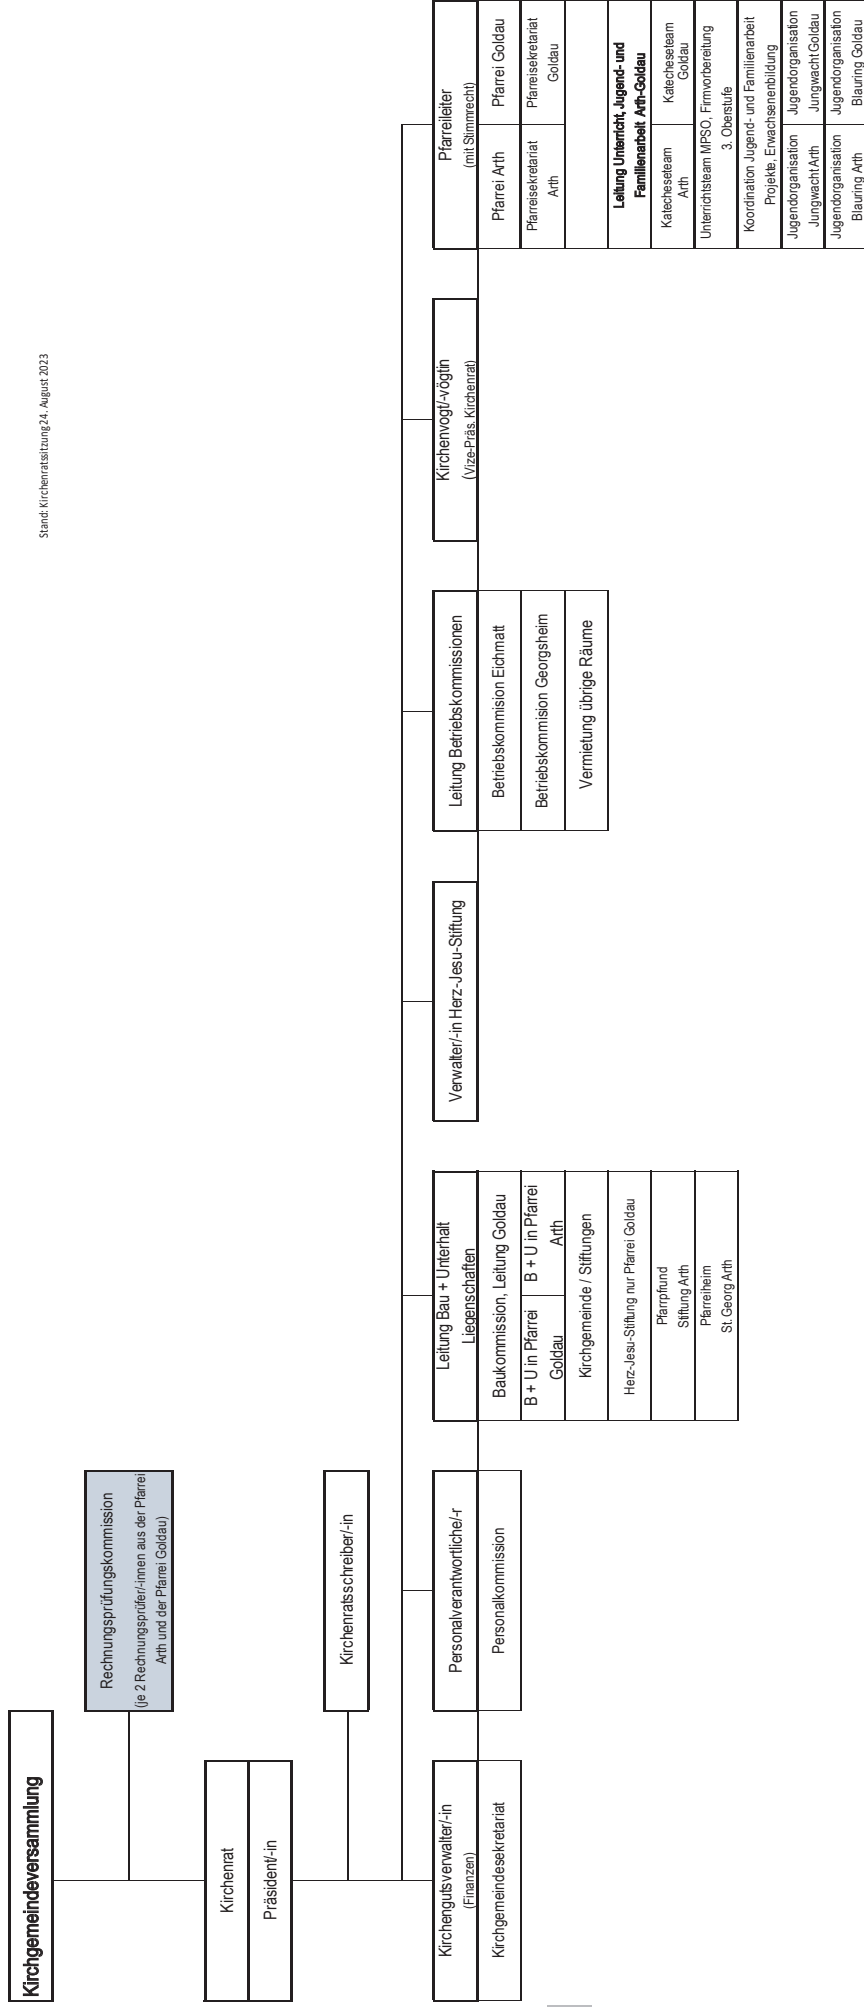 Kirchgemeindeversammlung
Stand: Kirchenratssitzung 24. August 2023
Rechnungsprüfungskommission
(je 2 Rechnungsprüfer/-innen aus der Pfarrei
Arth und der Pfarrei Goldau)
Kirchenrat
Präsident/-in
Kirchenratsschreiber/-in
Kirchengutsverwalter/-in
(Finanzen)
Kirchgemeindesekretariat
Personalverantwortliche/-r
Personalkommission
Leitung Bau + Unterhalt
Liegenschaften
Baukommission, Leitung Goldau
B + U in Pfarrei
Goldau
B + U in Pfarrei
Arth
Kirchgemeinde / Stiftungen
Herz-Jesu-Stiftung nur Pfarrei Goldau
Pfarrpfund
Stiftung Arth
Pfarreiheim
St. Georg Arth
Verwalter/-in Herz-Jesu-Stiftung
Leitung Betriebskommissionen
Betriebskommision Eichmatt
Betriebskommision Georgsheim
Vermietung übrige Räume
Kirchenvogt/-vögtin
(Vize-Präs. Kirchenrat)
Pfarreileiter
(mit Stimmrecht)
Pfarrei Arth
Pfarrei Goldau
Pfarreisekretariat
Arth
Pfarreisekretariat
Goldau
Leitung Unterricht, Jugend- und
Familienarbeit Arth-Goldau
Katecheseteam
Arth
Katecheseteam
Goldau
Unterrichtsteam MPSO, Firmvorbereitung
3. Oberstufe
Koordination Jugend- und Familienarbeit
Projekte, Erwachsenenbildung
Jugendorganisation
Jungwacht Arth
Jugendorganisation
Jungwacht Goldau
Jugendorganisation
Blauring Arth
Jugendorganisation
Blauring Goldau